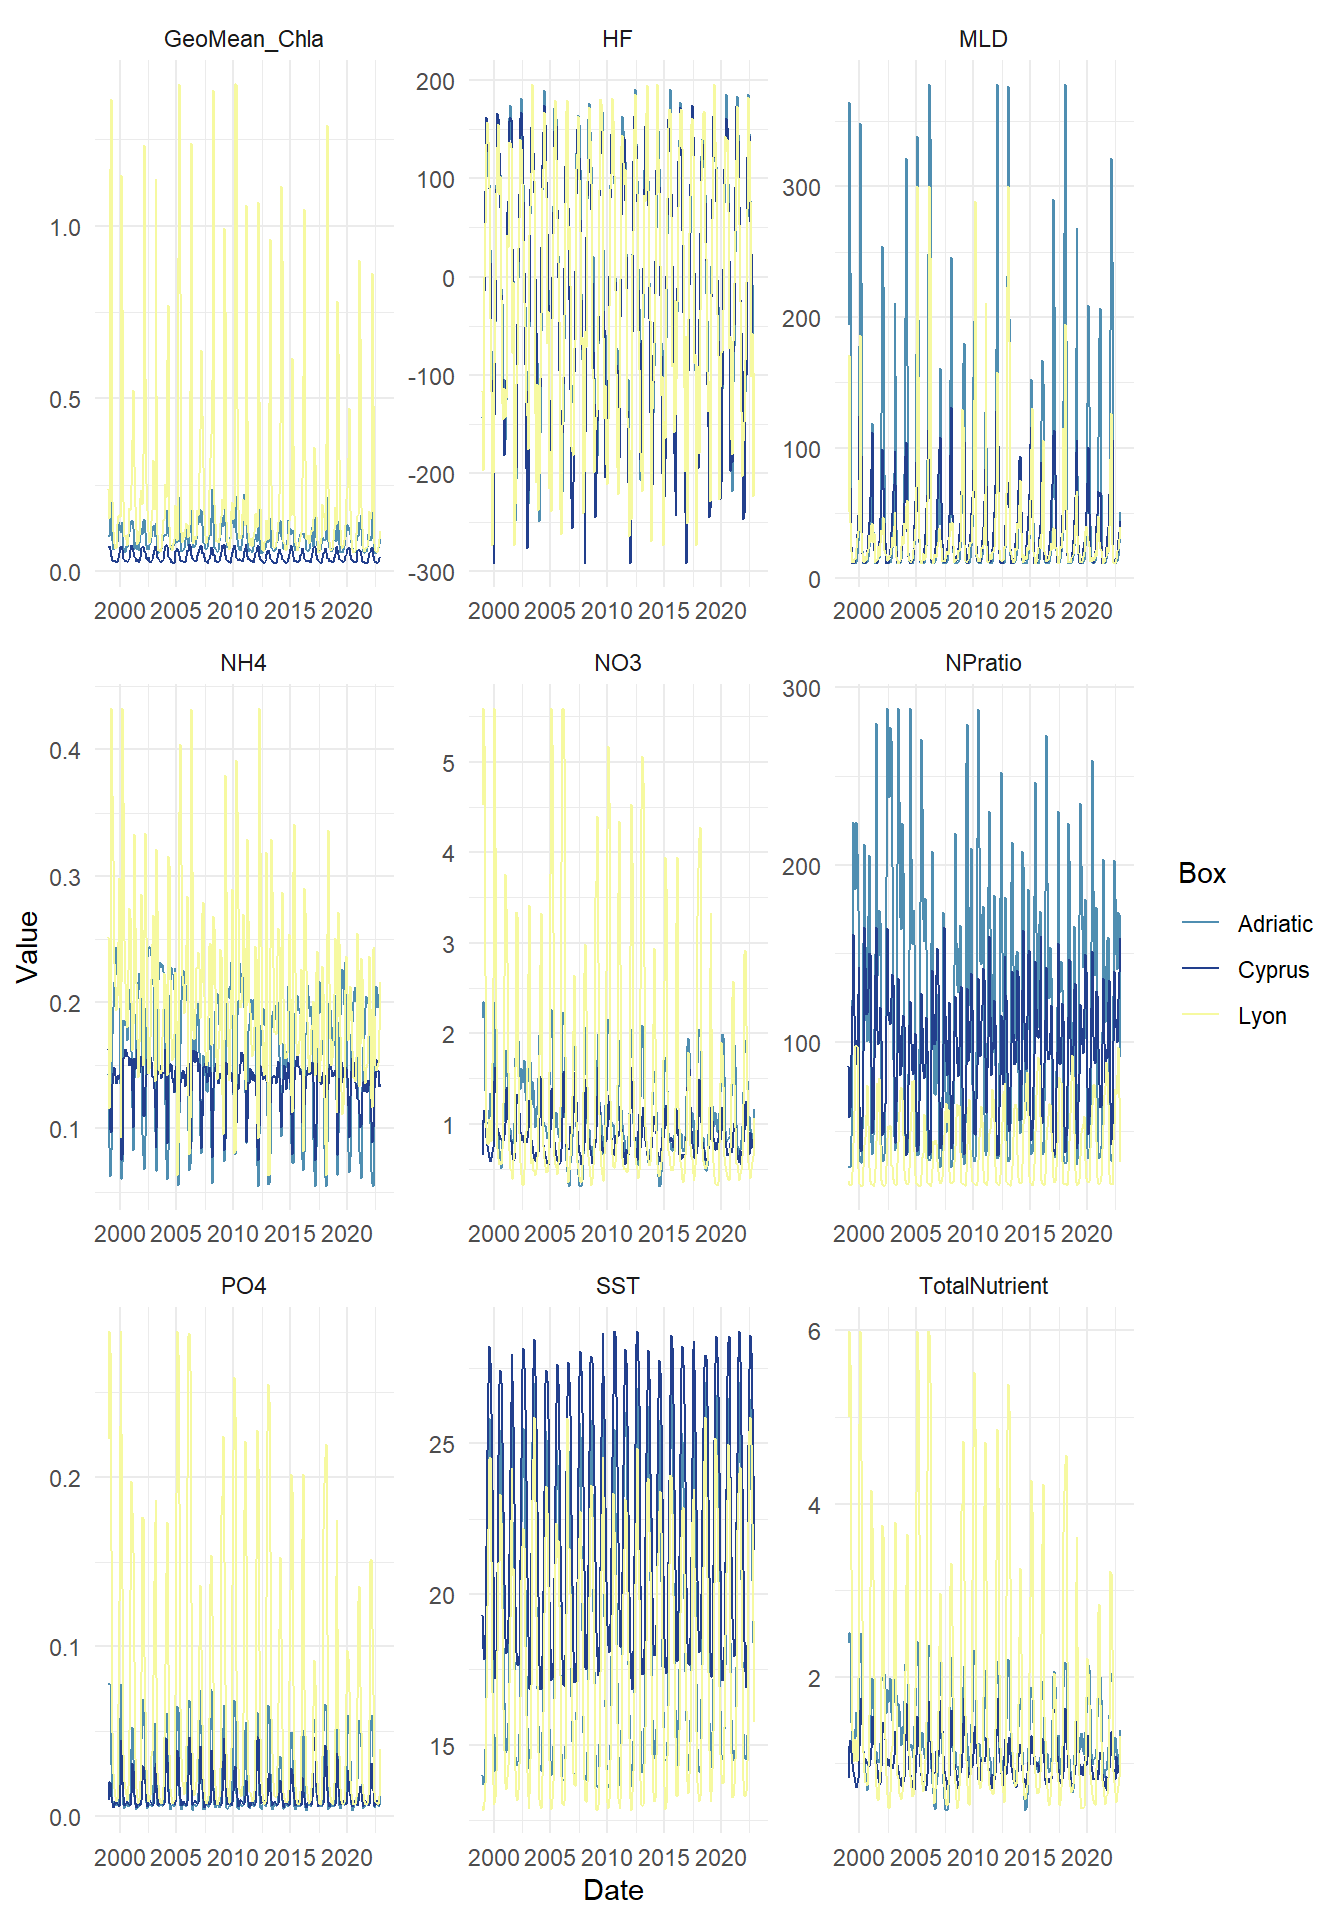 GeoMean_Chla
HF
MLD
1.0
0.5
0.0
200
100
0
-100
-200
-300
300
200
100
0
2000 2005 2010 2015 2020
2000 2005 2010 2015 2020
2000 2005 2010 2015 2020
NH4
NO3
NPratio
0.4
0.3
0.2
0.1
5
4
3
2
1
300
200
100
2000 2005 2010 2015 2020
2000 2005 2010 2015 2020
2000 2005 2010 2015 2020
PO4
SST
TotalNutrient
0.2
0.1
0.0
25
20
15
6
4
2
2000 2005 2010 2015 2020
2000 2005 2010 2015 2020
2000 2005 2010 2015 2020
Value
Date
Box
Adriatic
Cyprus
Lyon